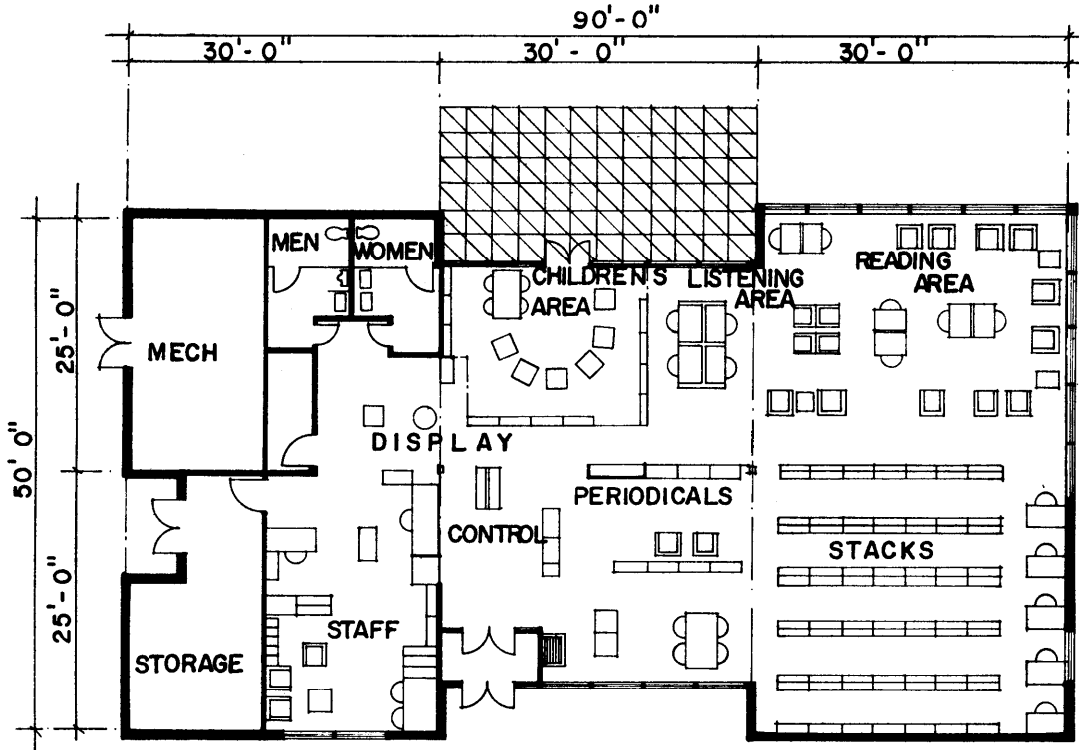 90'-0"
30'-0"
30'-0"
30'-0"
MEN
WOMEN
CHILDREN'S
AREA
LISTENING
AREA
READING
AREA
25'-0"
MECH
DISPLAY
50'0"
PERIODICALS
CONTROL
STACKS
25'-0"
STAFF
STORAGE